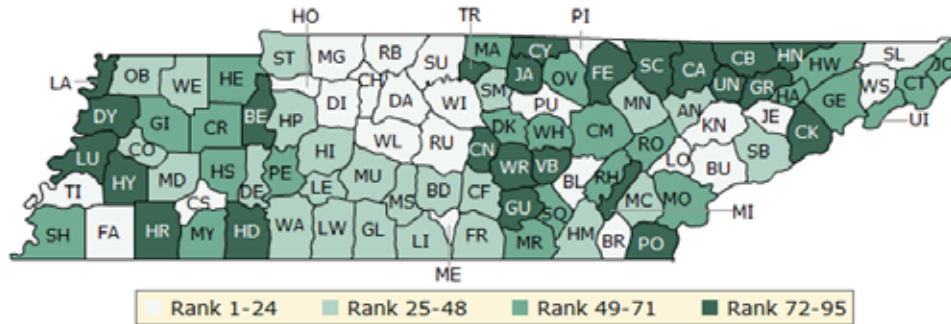 HO TR PI
ST MG RB SU MA CY FE SC CA CB HN HW SL JO
LA OB WE HE CH JA OV UN GR HA WS CT
DY GI CR BE HP DI DA WI SM PU MN AN KN JE GE UI
LU CO HS WL RU DK WH CM RO CK
TI HY MD DE PE HI MU CN WR VB BL RH LO BU SB
CS LE MS BD CF GU SQ MC MO MI
SH FA HR MY HD WA LW GL LI FR MR HM BR PO
ME
Rank 1-24 Rank 25-48 Rank 49-71 Rank 72-95